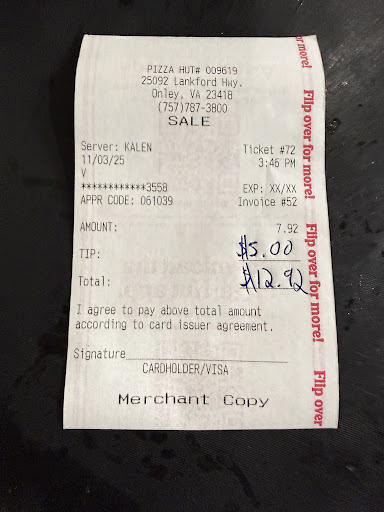 PIZZA HUT# 009619
25092 Lankford Hwy.
Onley, VA 23418
(757)787-3800
SALE
Server: KALEN Ticket #72
11/03/25 3:46 PM
V
************3558 EXP: XX/XX
APPR CODE: 061039 Invoice #52
AMOUNT: 7.92
TIP: $5.00
Total: $12.92
I agree to pay above total amount
according to card issuer agreement.
Signature
CARDHOLDER/VISA
Merchant Copy
or more!
Flip over for more!
Flip over for more!
Flip over